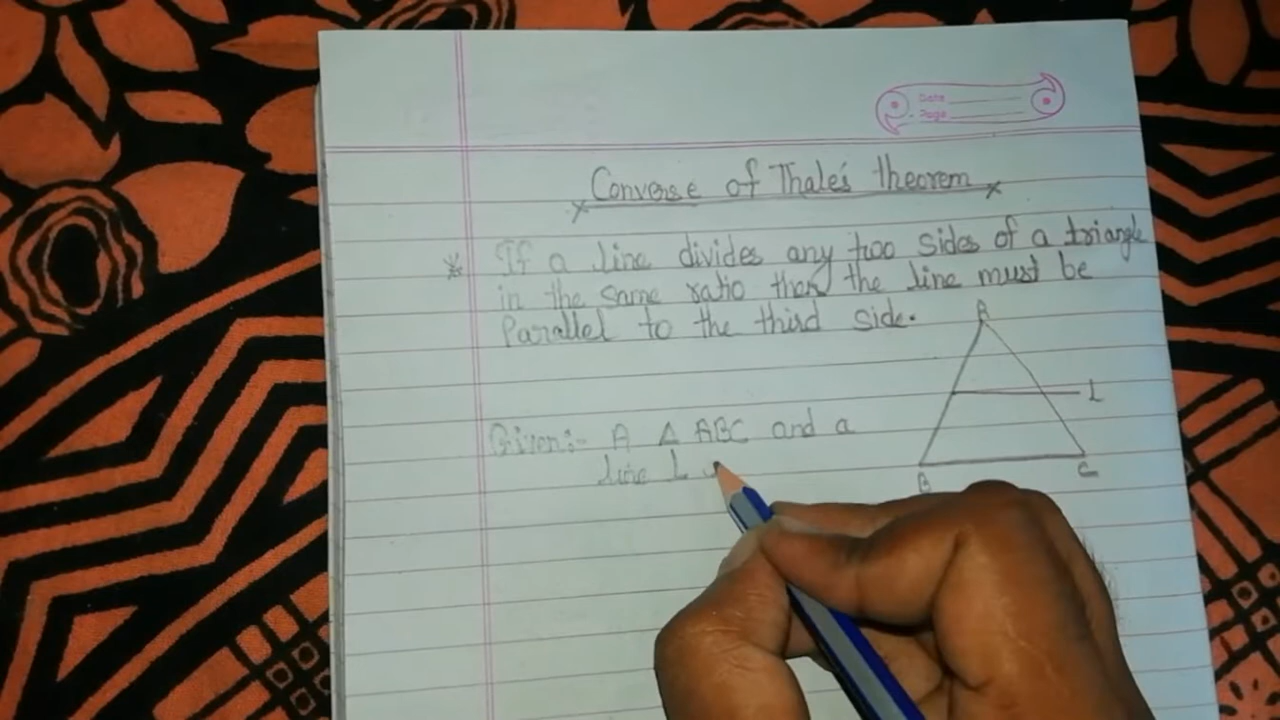 Date
Page
Converse of Thale's theorem
If a line divides any two sides of a triangle
in the same ratio then the line must be
Parallel to the third side.
A
L
Given:- A Δ ABC and a
line L
B
C